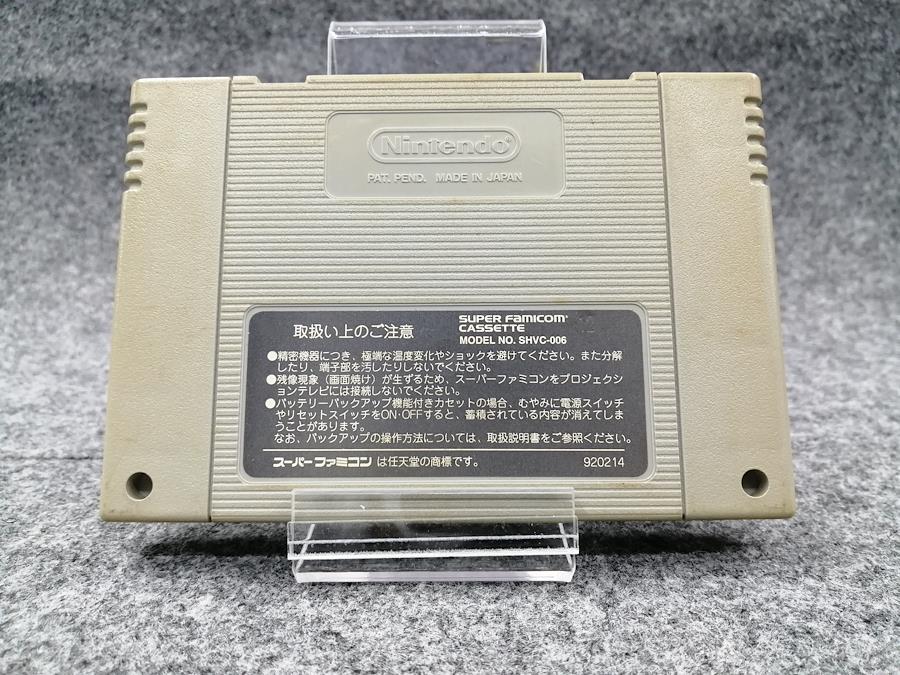 Nintendo®
PAT. PEND. MADE IN JAPAN
取扱い上のご注意
SUPER FAMICOM®
CASSETTE
MODEL NO. SHVC-006
●精密機器につき、極端な温度変化やショックを避けてください。また分解
したり、端子部を汚したりしないでください。
●残像現象（画面焼け）が生ずるため、スーパーファミコンをプロジェクシ
ョンテレビには接続しないでください。
●バッテリーバックアップ機能付きカセットの場合、むやみに電源スイッチ
やリセットスイッチをON·OFFすると、蓄積されている内容が消えてしま
うことがあります。
なお、バックアップの操作方法については、取扱説明書をご参照ください。
スーパーファミコンは任天堂の商標です。
920214